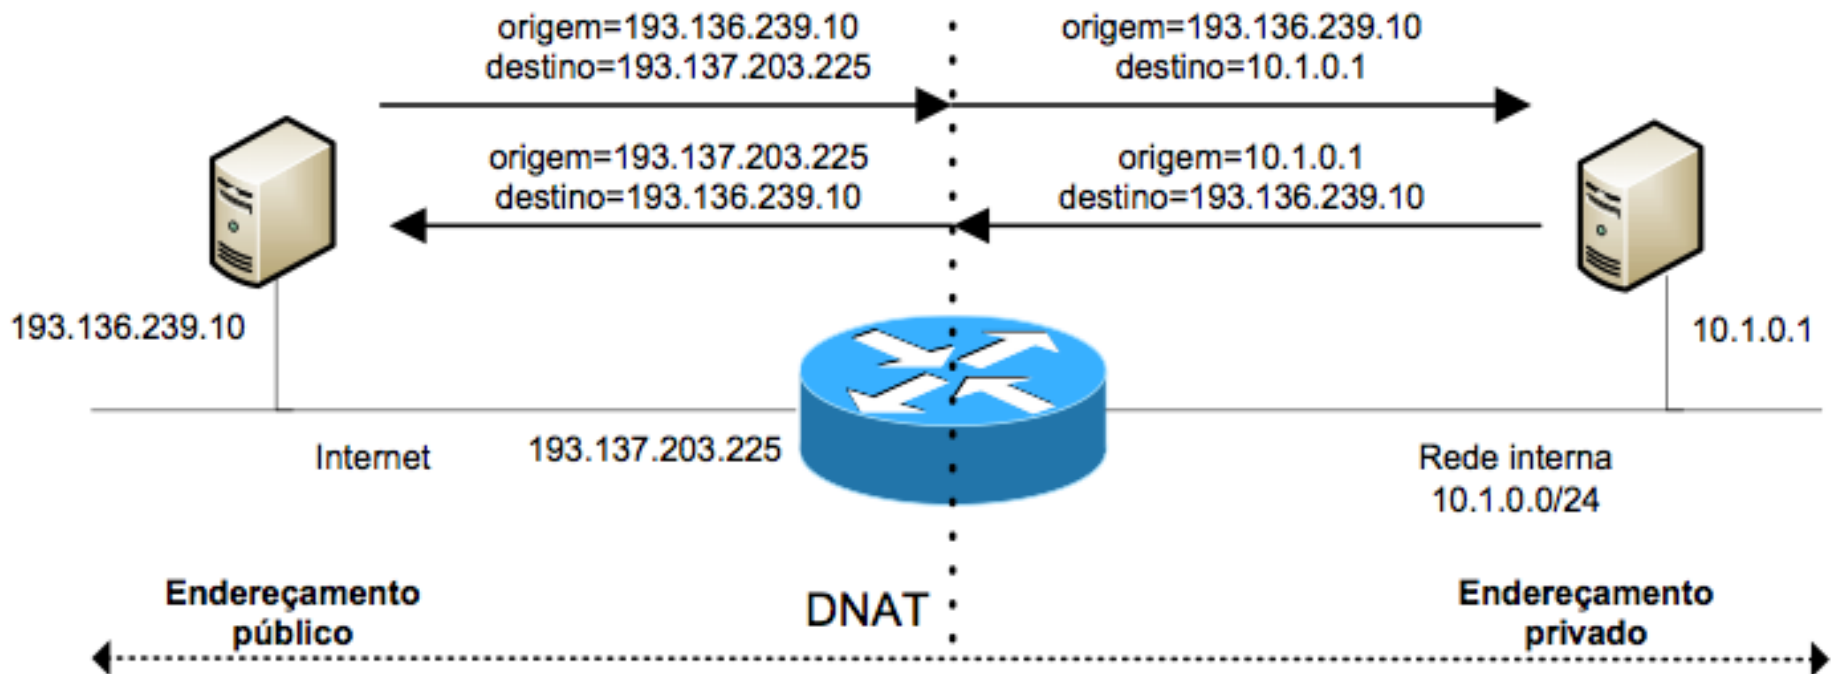 origem=193.136.239.10
destino=193.137.203.225
origem=193.136.239.10
destino=10.1.0.1
origem=193.137.203.225
destino=193.136.239.10
origem=10.1.0.1
destino=193.136.239.10
193.136.239.10
10.1.0.1
Internet
193.137.203.225
Rede interna
10.1.0.0/24
Endereçamento
público
DNAT
Endereçamento
privado